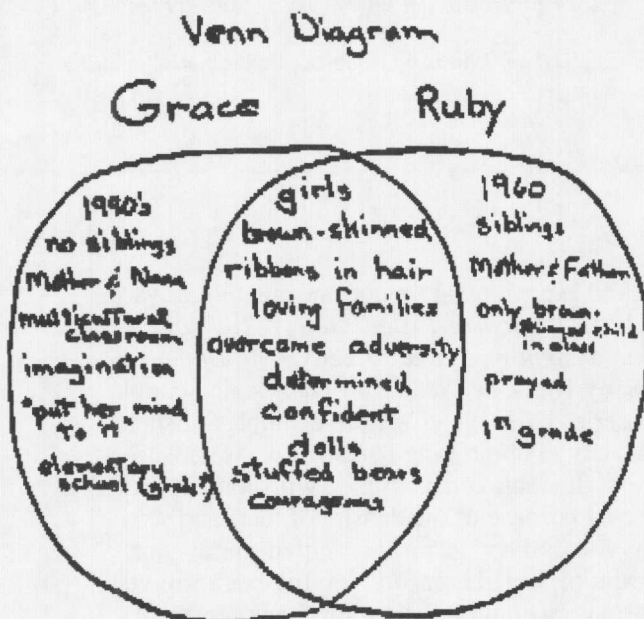 Venn Diagram
Grace
Ruby
1990's
no siblings
Mother & Nana
multicultural
classroom
imagination
"put her mind
to it
elementary
school (grade?)
girls
brown-skinned
ribbons in hair
loving families
overcame adversity
determined
confident
dolls
stuffed bears
courageous
1960
siblings
Mother & Father
only brown-
skinned child
in class
prayed
1st grade